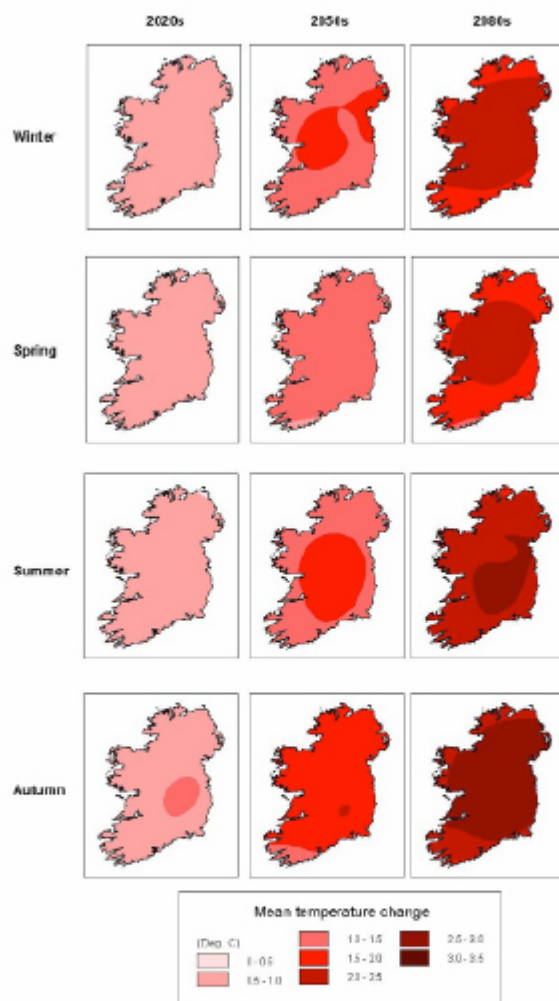 2020s 2050s 2080s
Winter
Spring
Summer
Autumn
Mean temperature change
(Deg. C) 1.0 - 1.5 2.5 - 3.0
0 - 0.5 1.5 - 2.0 3.0 - 3.5
0.5 - 1.0 2.0 - 2.5